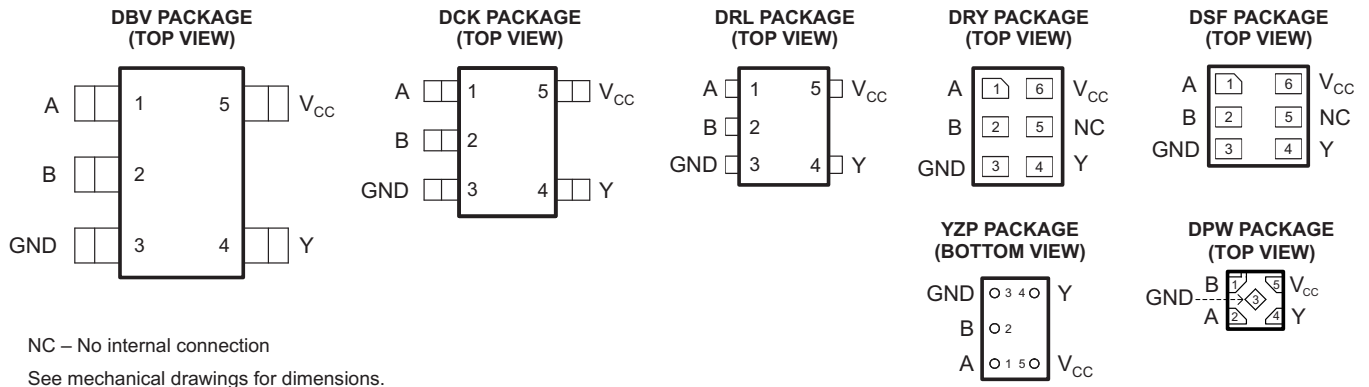 DBV PACKAGE
(TOP VIEW)
A 1 5 VCC
B 2
GND 3 4 Y
DCK PACKAGE
(TOP VIEW)
A 1 5 VCC
B 2
GND 3 4 Y
DRL PACKAGE
(TOP VIEW)
A 1 5 VCC
B 2
GND 3 4 Y
DRY PACKAGE
(TOP VIEW)
A 1 6 VCC
B 2 5 NC
GND 3 4 Y
DSF PACKAGE
(TOP VIEW)
A 1 6 VCC
B 2 5 NC
GND 3 4 Y
YZP PACKAGE
(BOTTOM VIEW)
GND 3 4 Y
B 2
A 1 5 VCC
DPW PACKAGE
(TOP VIEW)
B 1 5 VCC
GND 3
A 2 4 Y
NC – No internal connection
See mechanical drawings for dimensions.